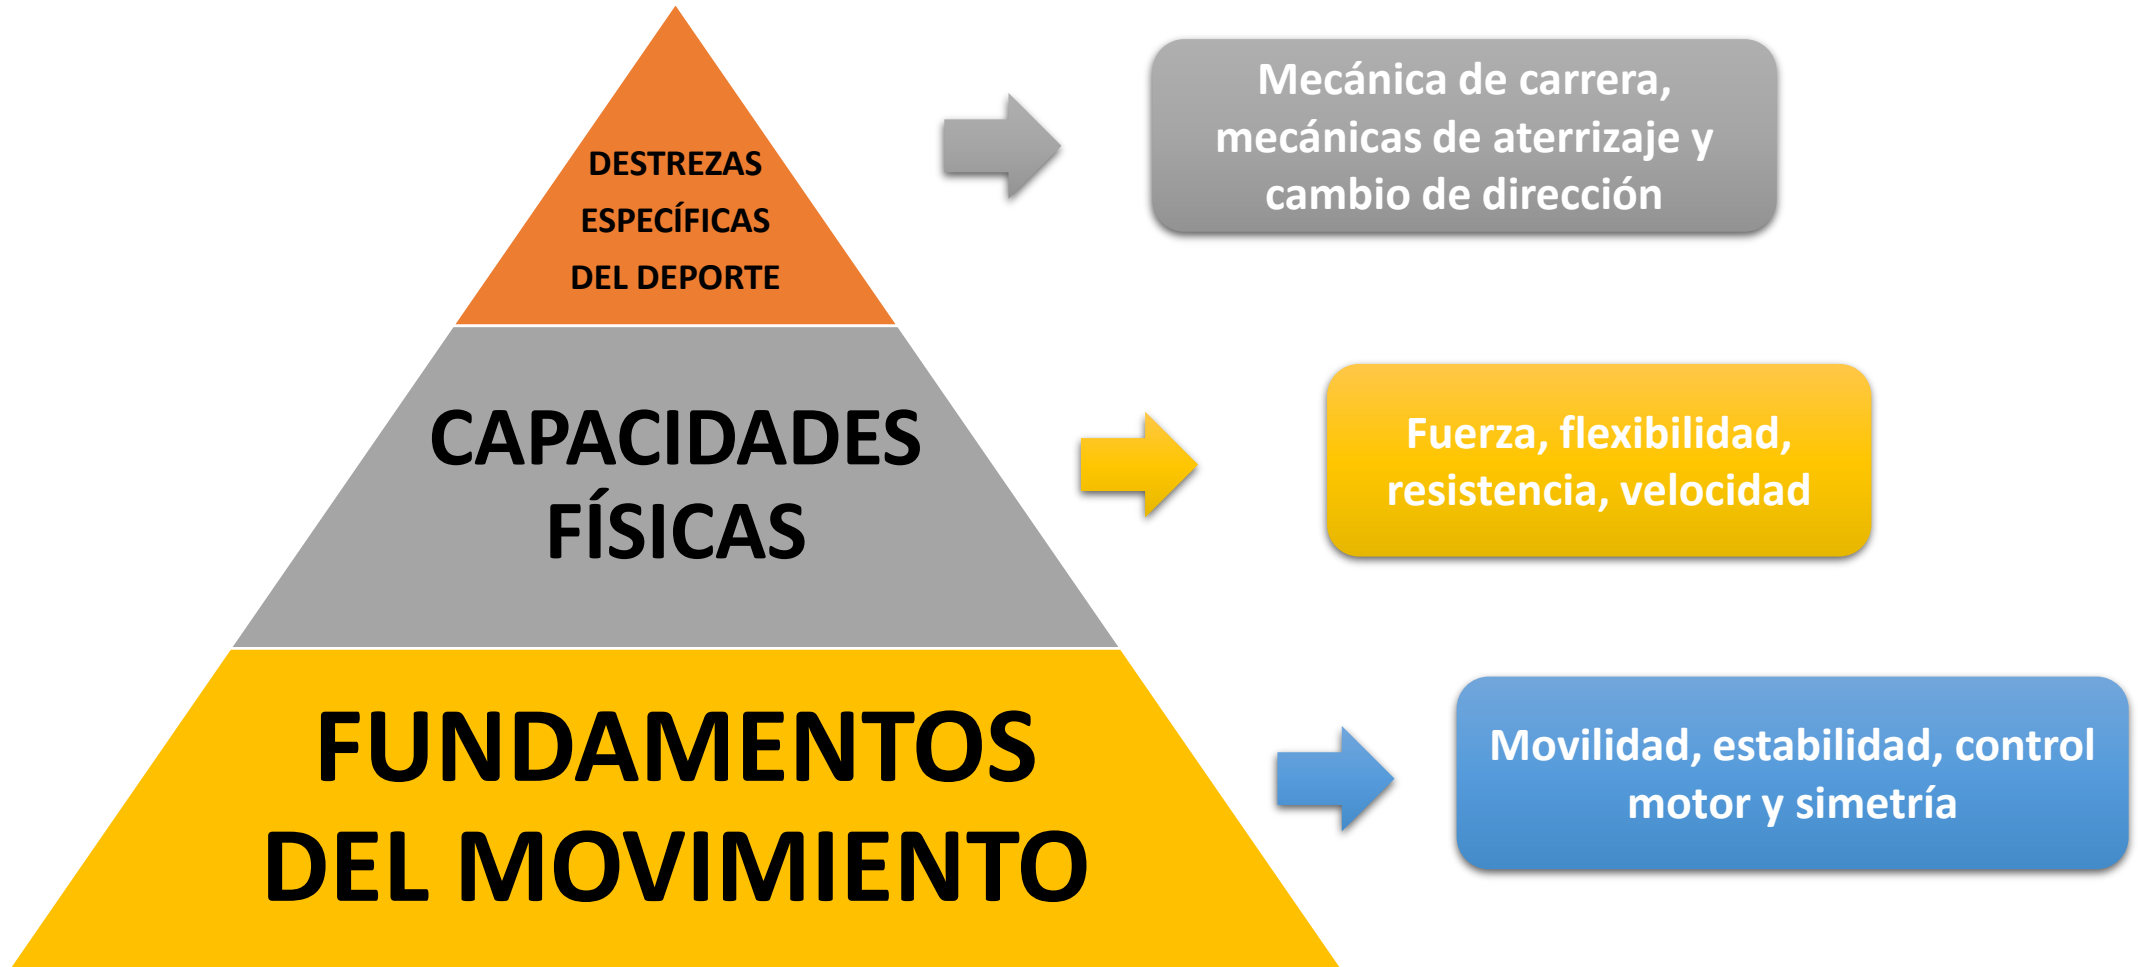 DESTREZAS
ESPECÍFICAS
DEL DEPORTE
Mecánica de carrera,
mecánicas de aterrizaje y
cambio de dirección
CAPACIDADES
FÍSICAS
Fuerza, flexibilidad,
resistencia, velocidad
FUNDAMENTOS
DEL MOVIMIENTO
Movilidad, estabilidad, control
motor y simetría